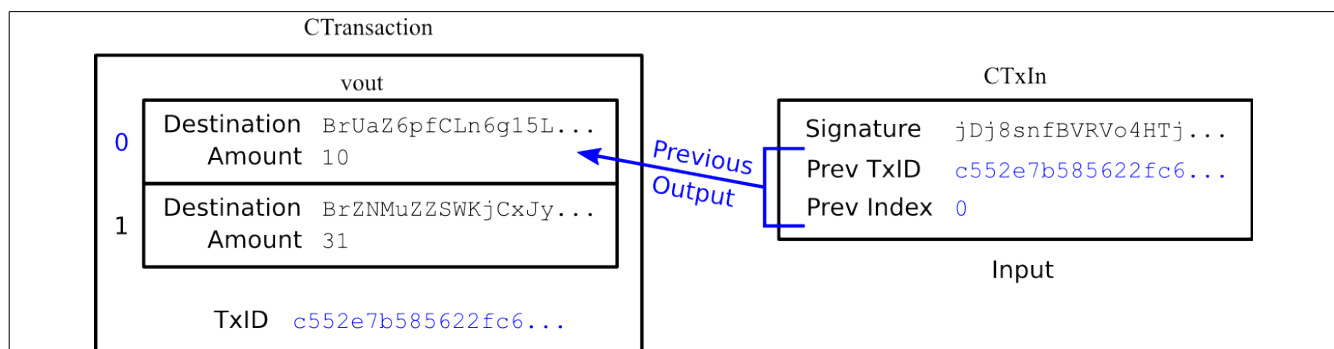 CTransaction
vout
0
Destination BrUaZ6pfCLn6g15L...
Amount 10
1
Destination BrZNMuZZSWKjCxJy...
Amount 31
TxID c552e7b585622fc6...
Previous
Output
CTxIn
Signature jDj8snfBVRVo4HTj...
Prev TxID c552e7b585622fc6...
Prev Index 0
Input